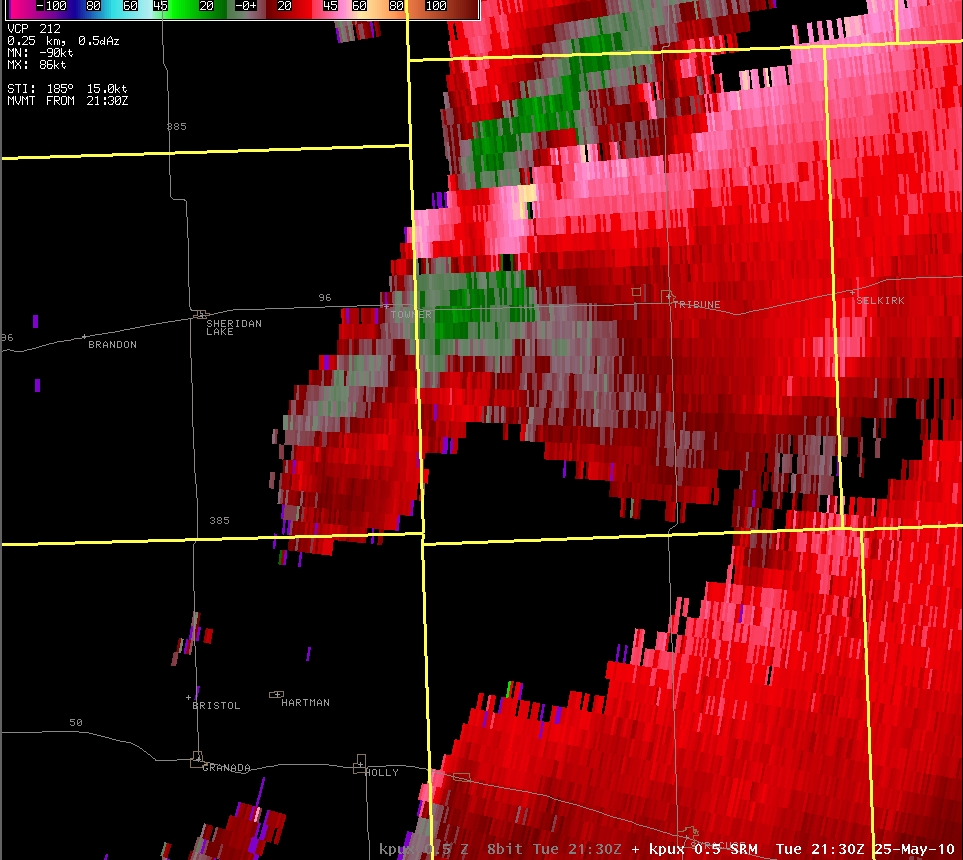 -100 80 60 45 20 -0+ 20 45 60 80 100
VCP 212
0.25 km, 0.5dAz
MN: -90kt
MX: 86kt
STI: 185° 15.0kt
MVMT FROM 21:30Z
385
96
TOWNER
TRIBUNE
SELKIRK
SHERIDAN
LAKE
96
BRANDON
385
BRISTOL
HARTMAN
50
GRANADA
HOLLY
SYRACUSE
kpux 0.5 Z 8bit Tue 21:30Z + kpux 0.5 SRM Tue 21:30Z 25-May-10